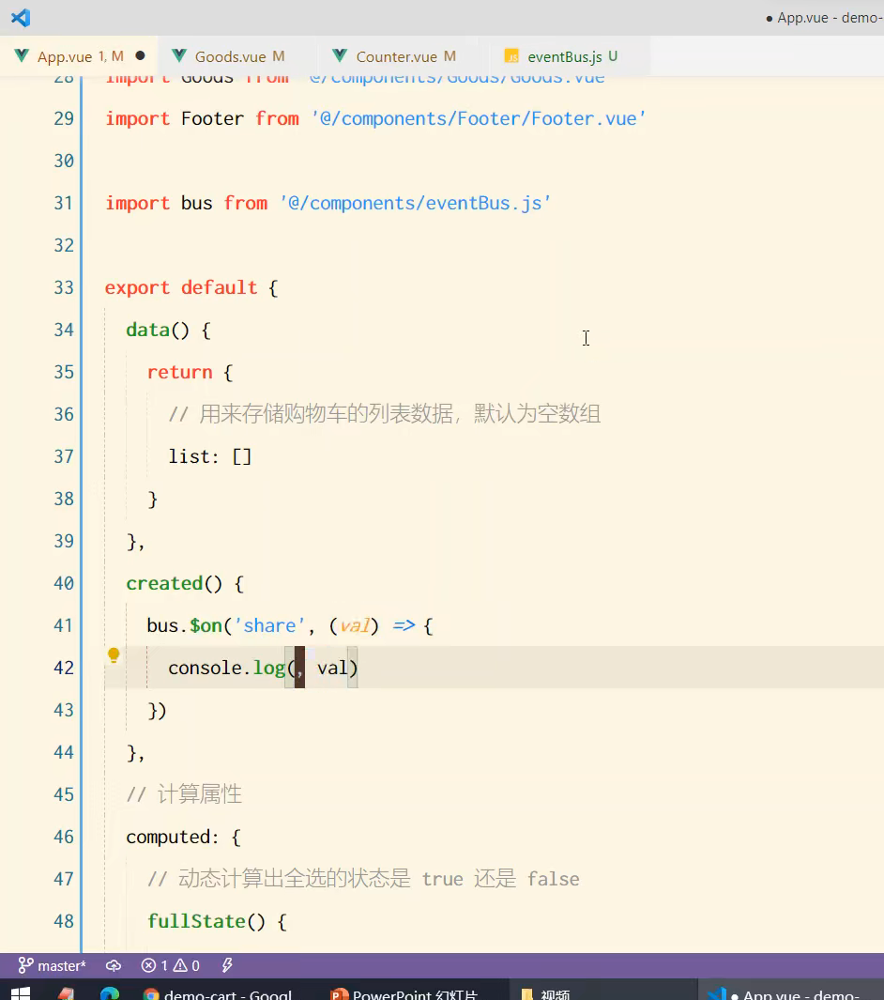 ● App.vue - demo-
App.vue 1, M ●
Goods.vue M
Counter.vue M
JS eventBus.js U
28 import Goods from '@/components/Goods/Goods.vue'
29 import Footer from '@/components/Footer/Footer.vue'
30
31 import bus from '@/components/eventBus.js'
32
33 export default {
34 data() {
35 return {
36 // 用来存储购物车的列表数据，默认为空数组
37 list: []
38 }
39 },
40 created() {
41 bus.$on('share', (val) => {
42 console.log(, val)
43 })
44 },
45 // 计算属性
46 computed: {
47 // 动态计算出全选的状态是 true 还是 false
48 fullState() {
master* 1 0
demo-cart - Googl
PowerPoint 幻灯片
视频
● App.vue - demo-